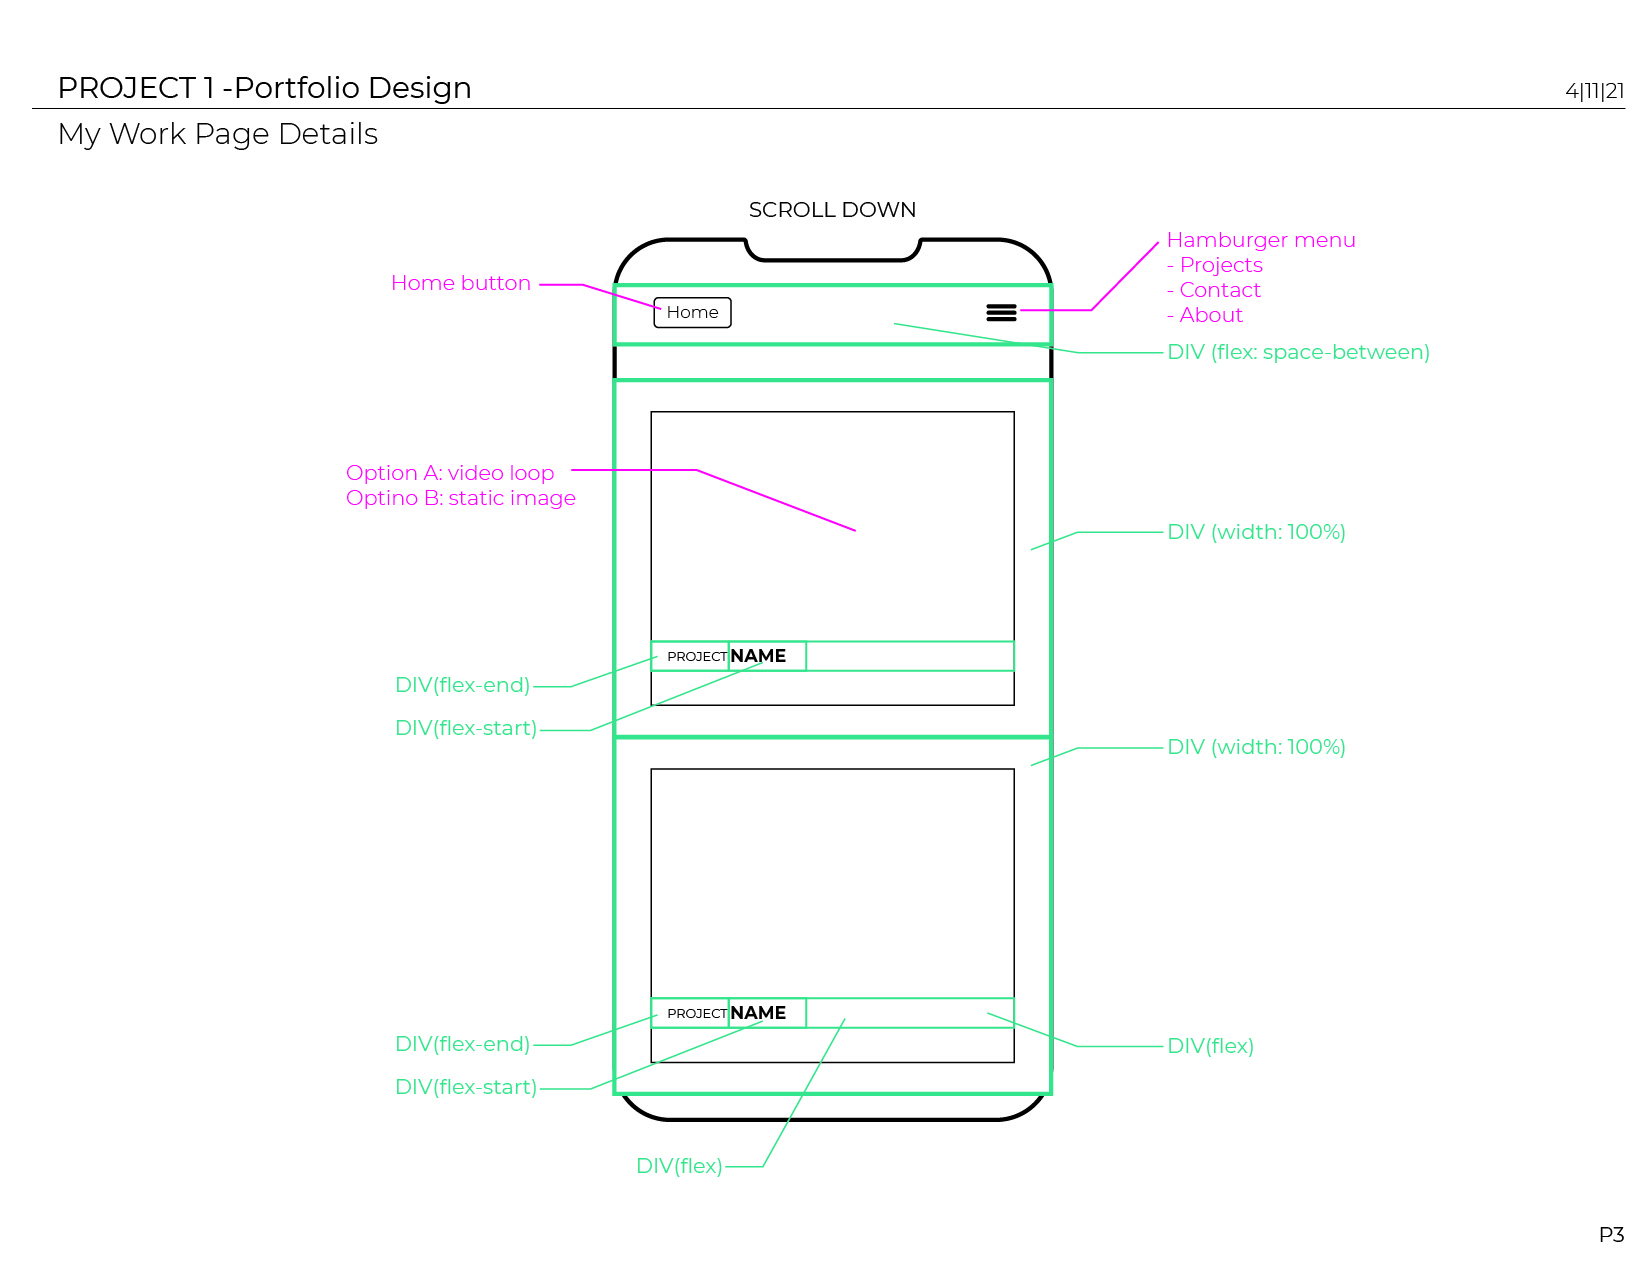 PROJECT 1 -Portfolio Design
4|11|21
My Work Page Details
SCROLL DOWN
Hamburger menu
- Projects
- Contact
- About
Home button
Home
DIV (flex: space-between)
Option A: video loop
Optino B: static image
DIV (width: 100%)
PROJECT NAME
DIV(flex-end)
DIV(flex-start)
DIV (width: 100%)
PROJECT NAME
DIV(flex-end)
DIV(flex)
DIV(flex-start)
DIV(flex)
P3